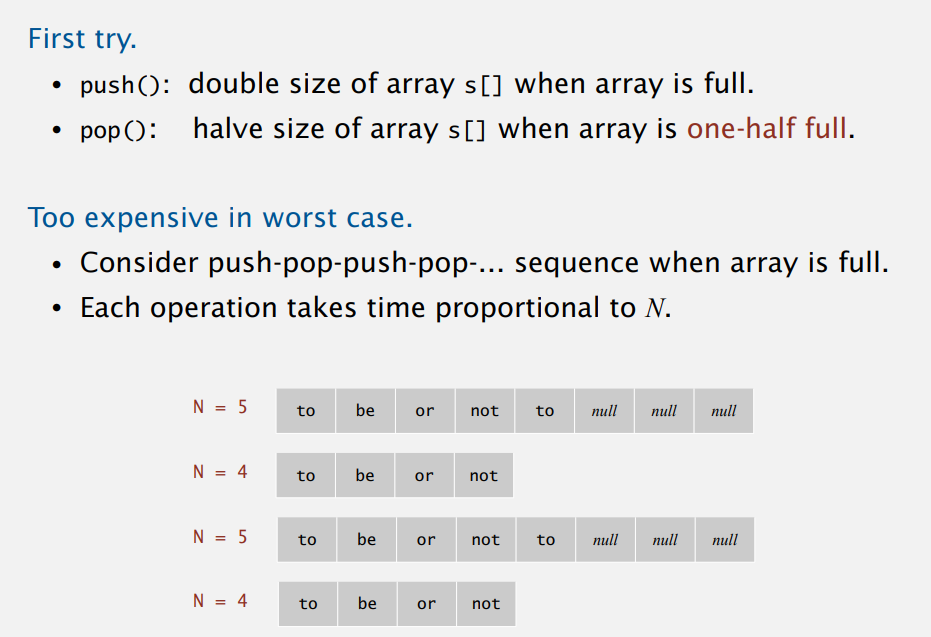 First try.
• push(): double size of array s[] when array is full.
• pop(): halve size of array s[] when array is one-half full.
Too expensive in worst case.
• Consider push-pop-push-pop-... sequence when array is full.
• Each operation takes time proportional to N.
N = 5 to be or not to null null null
N = 4 to be or not
N = 5 to be or not to null null null
N = 4 to be or not